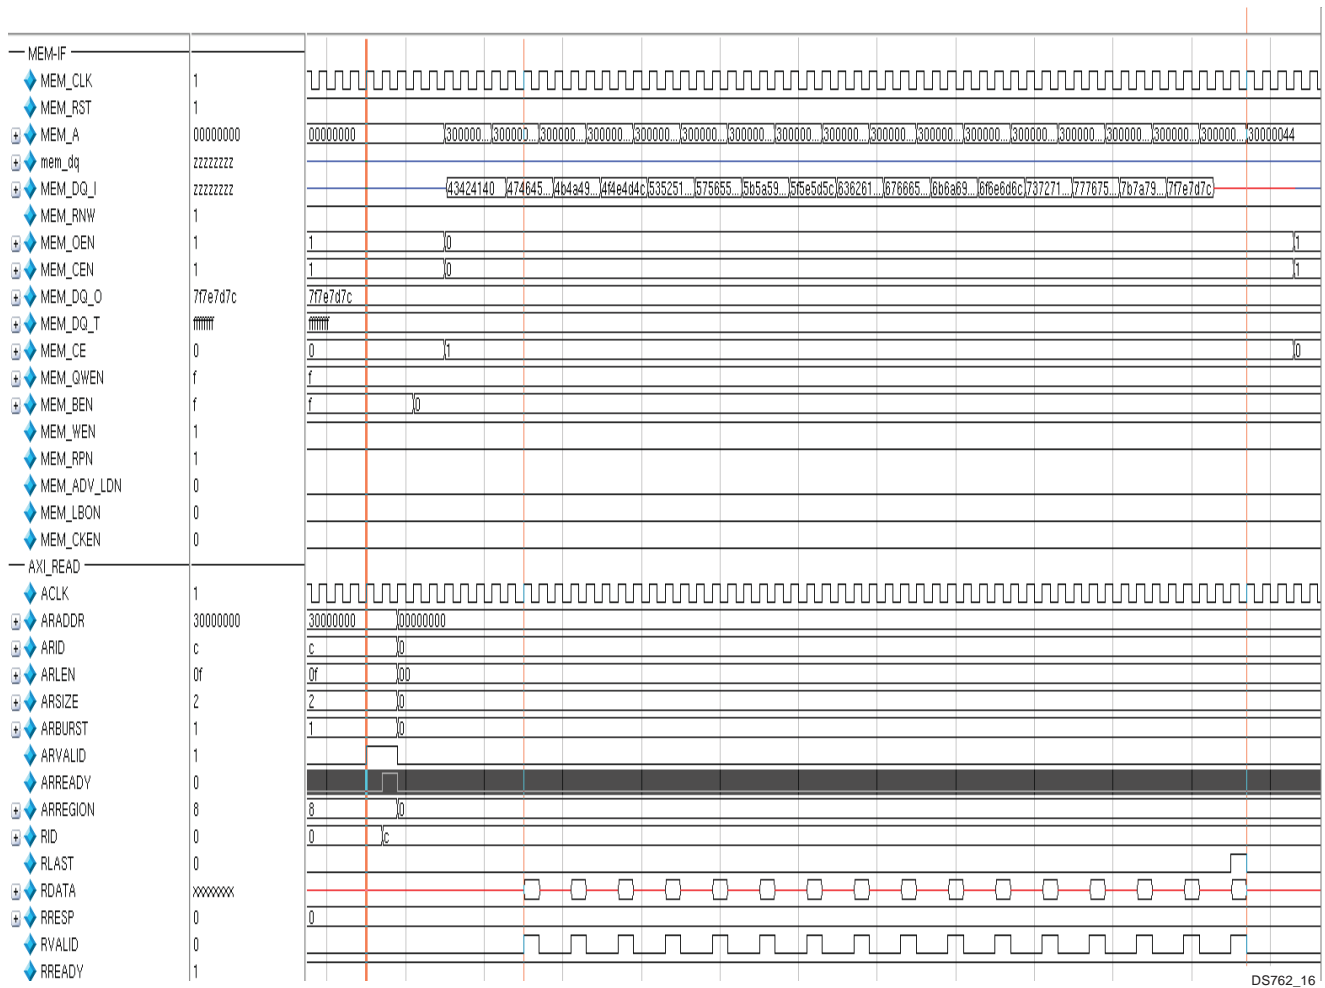 MEM-IF
MEM_CLK 1
MEM_RST 1
MEM_A 00000000 00000000 300000... 300000... 300000... 300000... 300000... 300000... 300000... 300000... 300000... 300000... 300000... 300000... 300000... 300000... 300000... 300000... 300000... 30000044
mem_dq zzzzzzzz
MEM_DQ_I zzzzzzzz 43424140 474645... 4b4a49... 4f4e4d4c 535251... 575655... 5b5a59... 5f5e5d5c 636261... 676665... 6b6a69... 6f6e6d6c 737271... 777675... 7b7a79... 7f7e7d7c
MEM_RNW 1
MEM_OEN 1 1 0 1
MEM_CEN 1 1 0 1
MEM_DQ_O 7f7e7d7c 7f7e7d7c
MEM_DQ_T ffffffff ffffffff
MEM_CE 0 0 1 0
MEM_QWEN f f
MEM_BEN f f 0
MEM_WEN 1
MEM_RPN 1
MEM_ADV_LDN 0
MEM_LBON 0
MEM_CKEN 0
AXI_READ
ACLK 1
ARADDR 30000000 30000000 00000000
ARID c c 0
ARLEN 0f 0f 00
ARSIZE 2 2 0
ARBURST 1 1 0
ARVALID 1
ARREADY 0
ARREGION 8 8 0
RID 0 0 c
RLAST 0
RDATA xxxxxxxx
RRESP 0 0
RVALID 0
RREADY 1
DS762_16